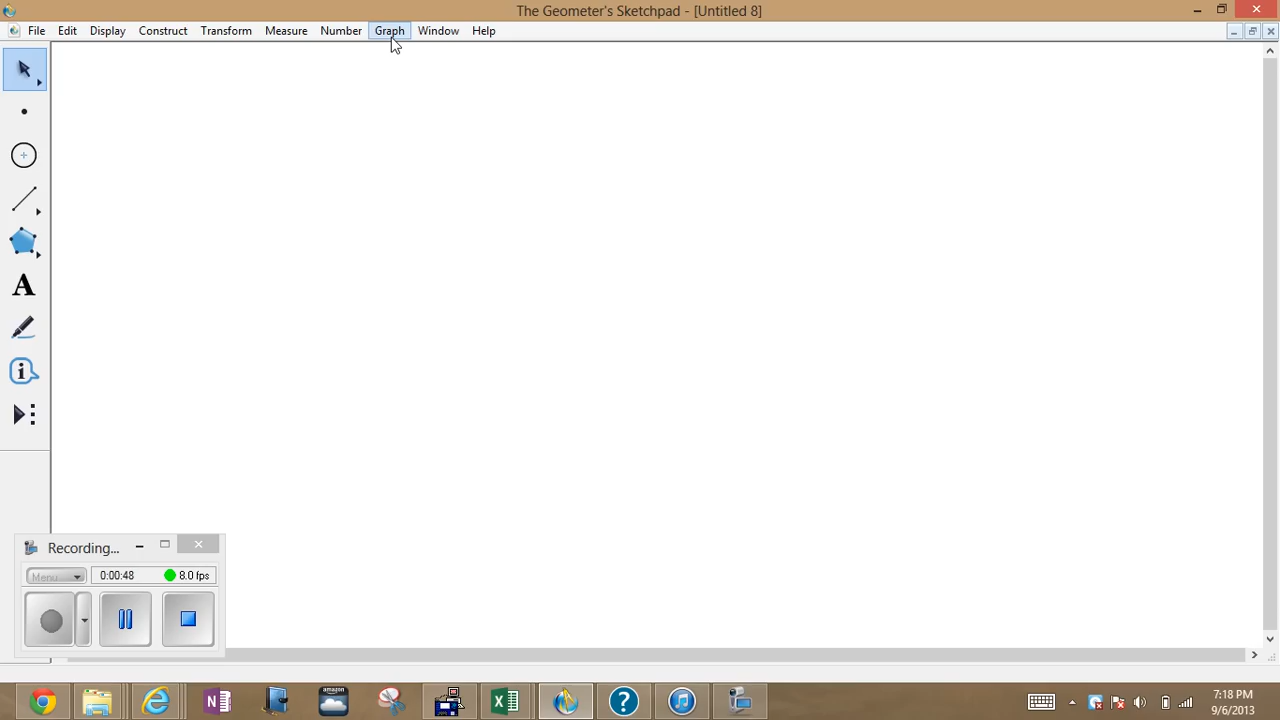 The Geometer's Sketchpad - [Untitled 8]
File Edit Display Construct Transform Measure Number Graph Window Help
A
i
Recording...
Menu 0:00:48 8.0 fps
N
amazon
X
?
7:18 PM
9/6/2013